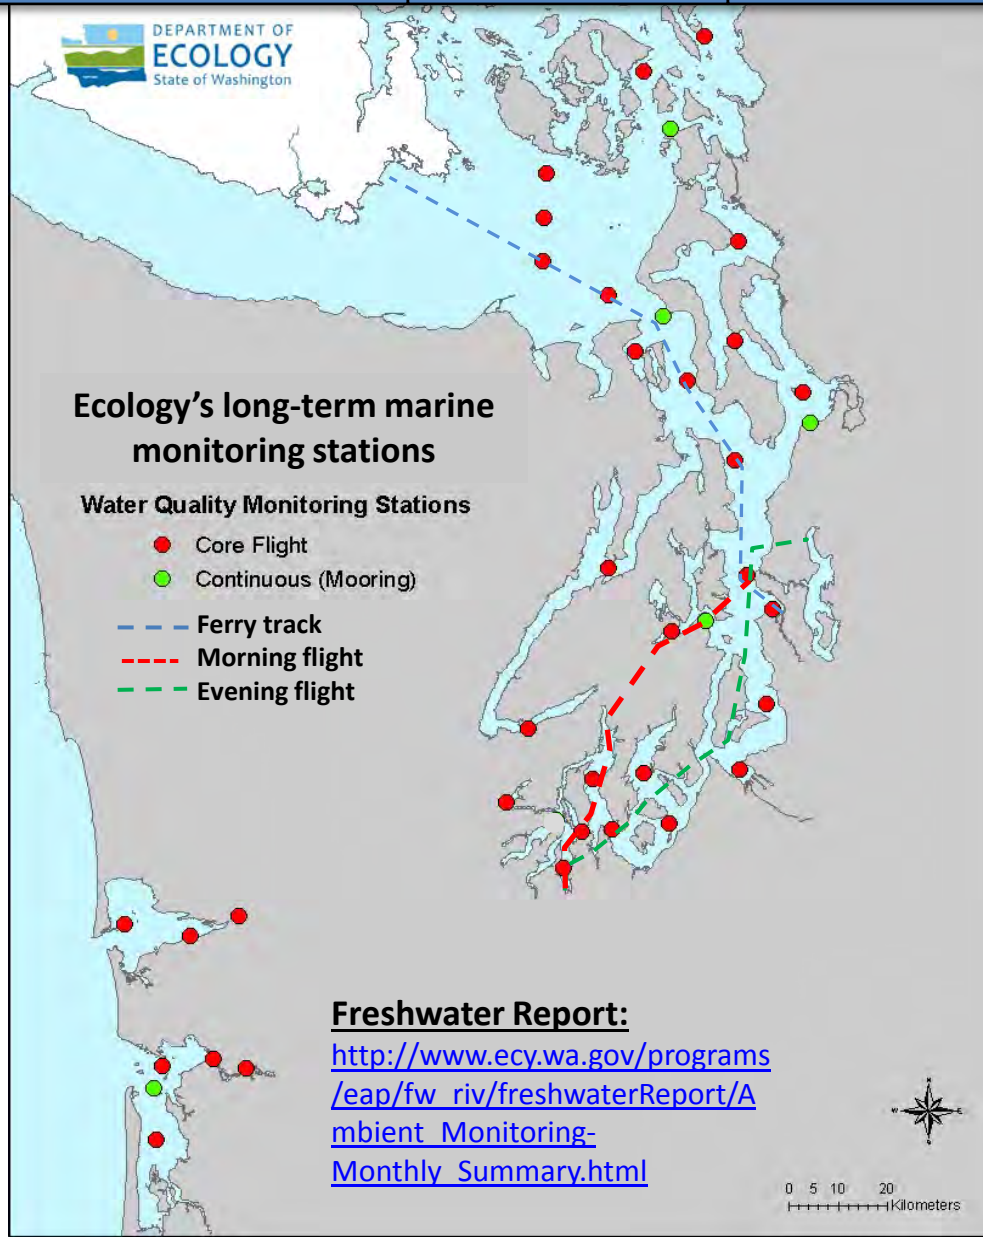 DEPARTMENT OF
ECOLOGY
State of Washington
Ecology's long-term marine
monitoring stations
Water Quality Monitoring Stations
Core Flight
Continuous (Mooring)
Ferry track
Morning flight
Evening flight
Freshwater Report:
http://www.ecy.wa.gov/programs
/eap/fw_riv/freshwaterReport/A
mbient_Monitoring-
Monthly_Summary.html
N
W E
S
0 5 10 20
Kilometers